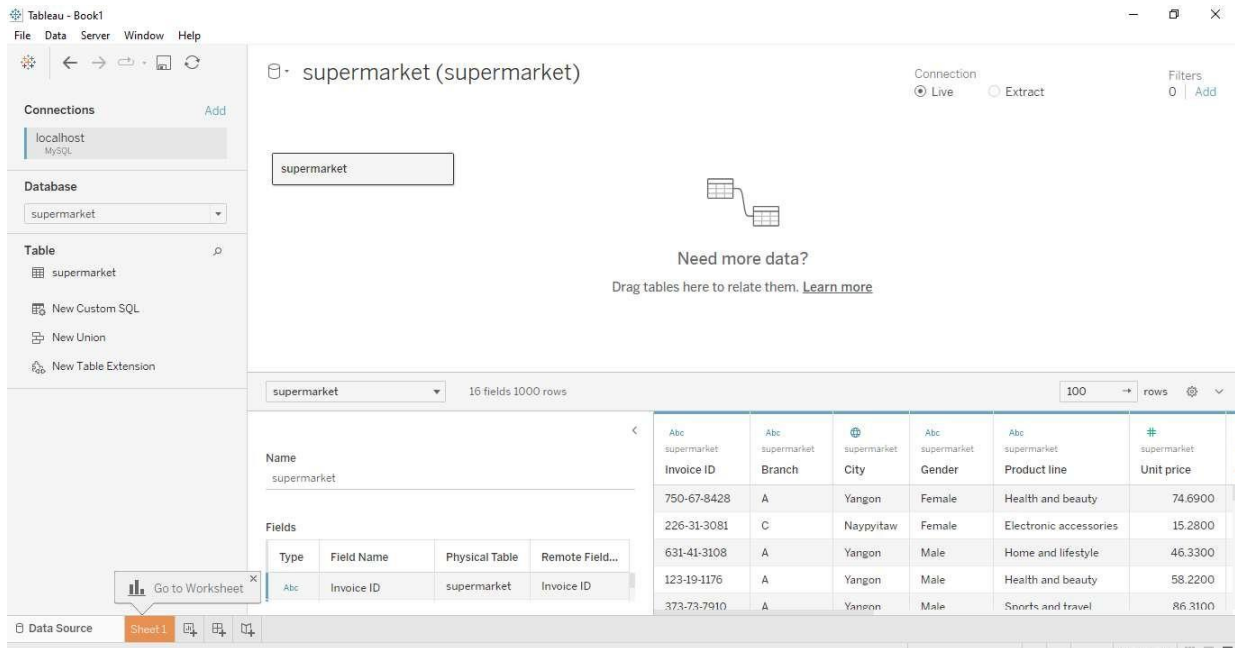 Tableau - Book1
File Data Server Window Help
Connections Add
localhost
MySQL
Database
supermarket
Table
supermarket
New Custom SQL
New Union
New Table Extension
supermarket (supermarket)
Connection
Live Extract
Filters
0 Add
supermarket
Need more data?
Drag tables here to relate them. Learn more
supermarket 16 fields 1000 rows 100 rows
Name
supermarket
Fields
Type Field Name Physical Table Remote Field...
Abc Invoice ID supermarket Invoice ID
Abc Abc Abc Abc #
supermarket supermarket supermarket supermarket supermarket supermarket
Invoice ID Branch City Gender Product line Unit price
750-67-8428 A Yangon Female Health and beauty 74.6900
226-31-3081 C Naypyitaw Female Electronic accessories 15.2800
631-41-3108 A Yangon Male Home and lifestyle 46.3300
123-19-1176 A Yangon Male Health and beauty 58.2200
373-73-7910 A Yangon Male Sports and travel 86.3100
Go to Worksheet
Data Source Sheet 1